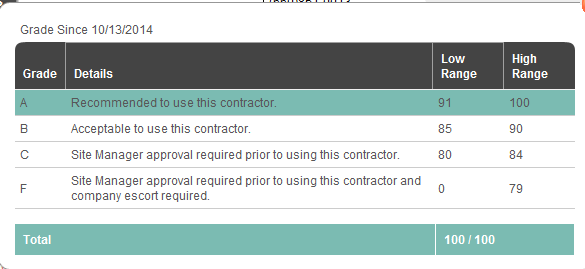 Grade Since 10/13/2014
Grade Details Low Range High Range
A Recommended to use this contractor. 91 100
B Acceptable to use this contractor. 85 90
C Site Manager approval required prior to using this contractor. 80 84
F Site Manager approval required prior to using this contractor and company escort required. 0 79
Total 100 / 100